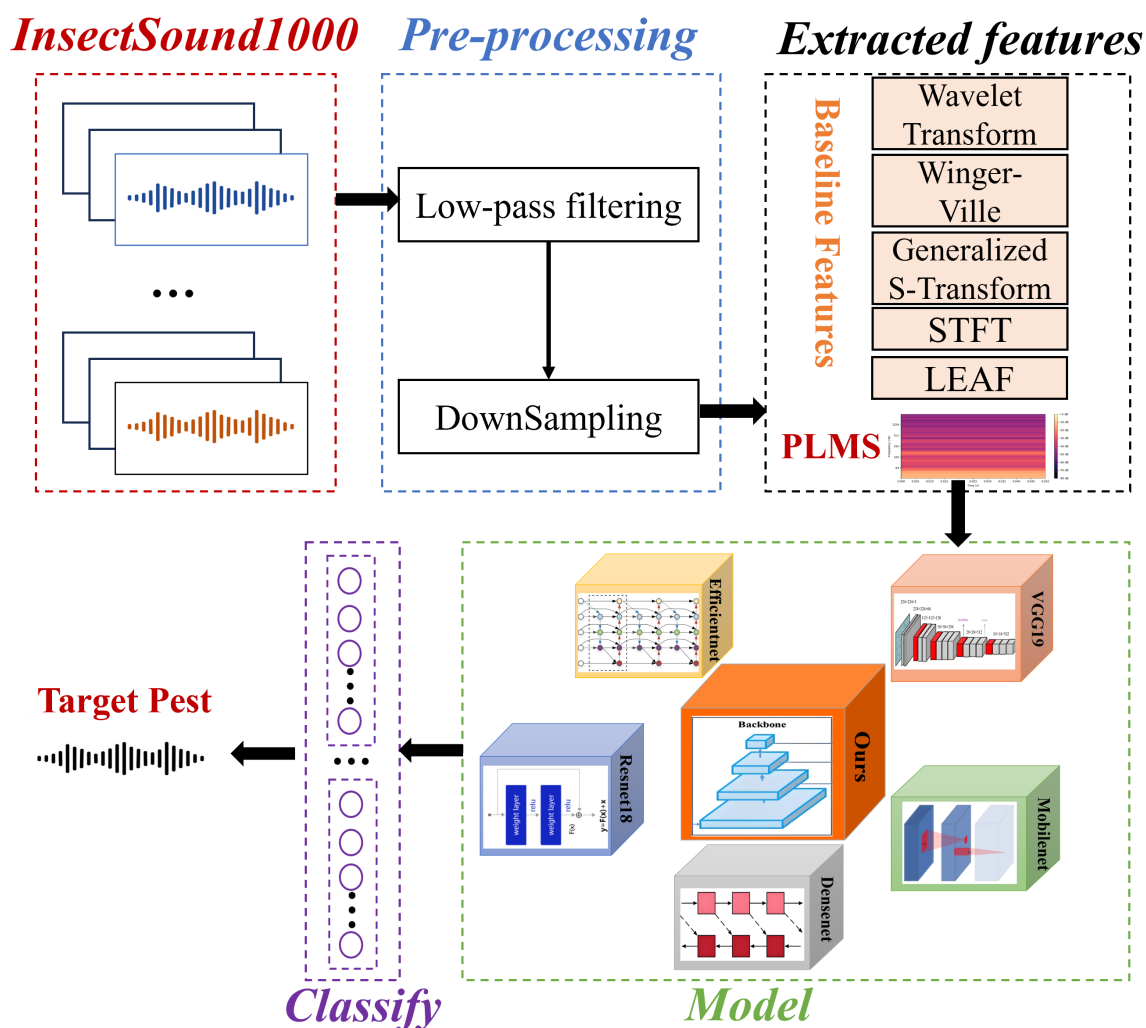 InsectSound1000
Pre-processing
Extracted features
Low-pass filtering
DownSampling
Baseline Features
Wavelet
Transform
Winger-
Ville
Generalized
S-Transform
STFT
LEAF
PLMS
Time (s)
Efficientnet
VGG19
Ours
Backbone
Resnet18
weight layer
relu
weight layer
relu
x
F(x)
y=F(x)+x
Mobilenet
Densenet
Target Pest
Classify
Model